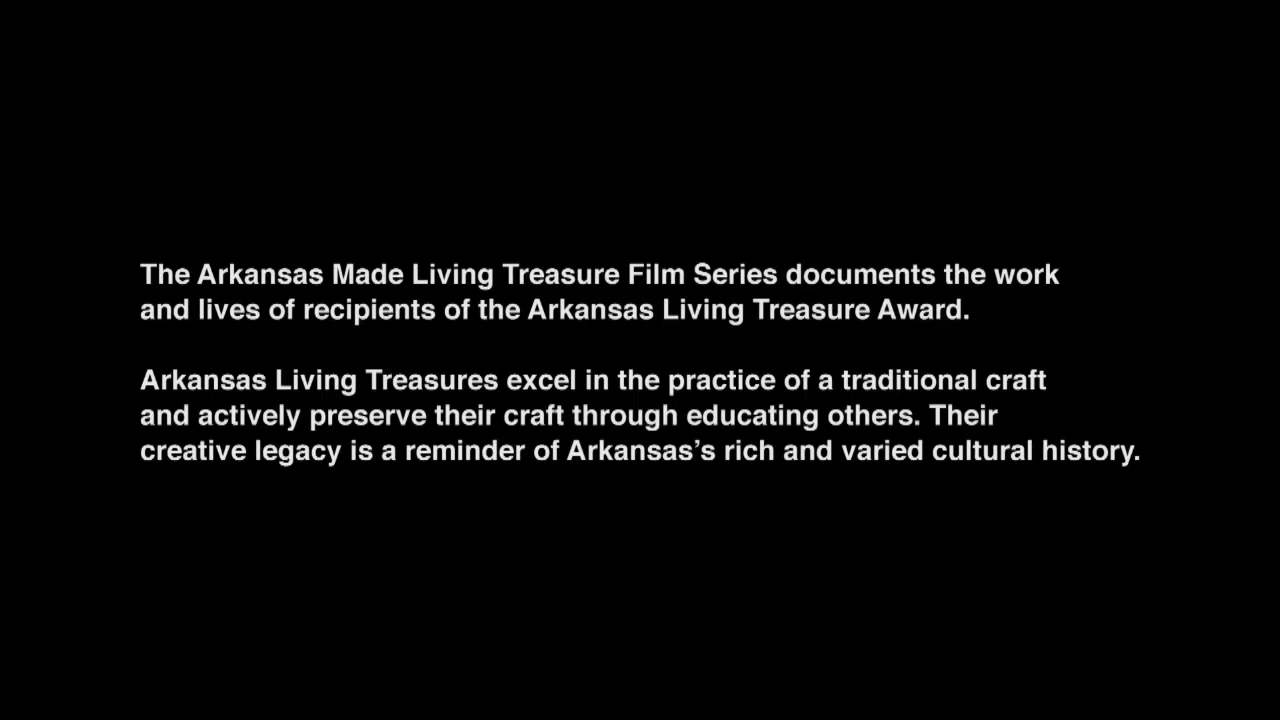 The Arkansas Made Living Treasure Film Series documents the work
and lives of recipients of the Arkansas Living Treasure Award.
Arkansas Living Treasures excel in the practice of a traditional craft
and actively preserve their craft through educating others. Their
creative legacy is a reminder of Arkansas’s rich and varied cultural history.